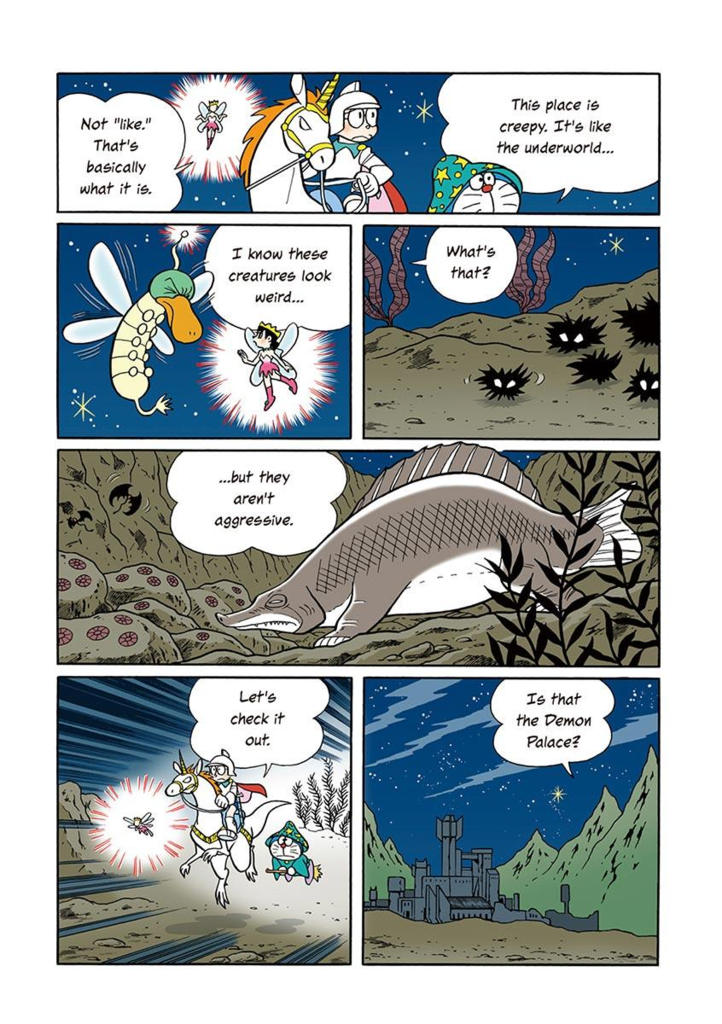 This place is
creepy. It's like
the underworld...
Not "like."
That's
basically
what it is.
What's
that?
I know these
creatures look
weird...
...but they
aren't
aggressive.
Is that
the Demon
Palace?
Let's
check it
out.